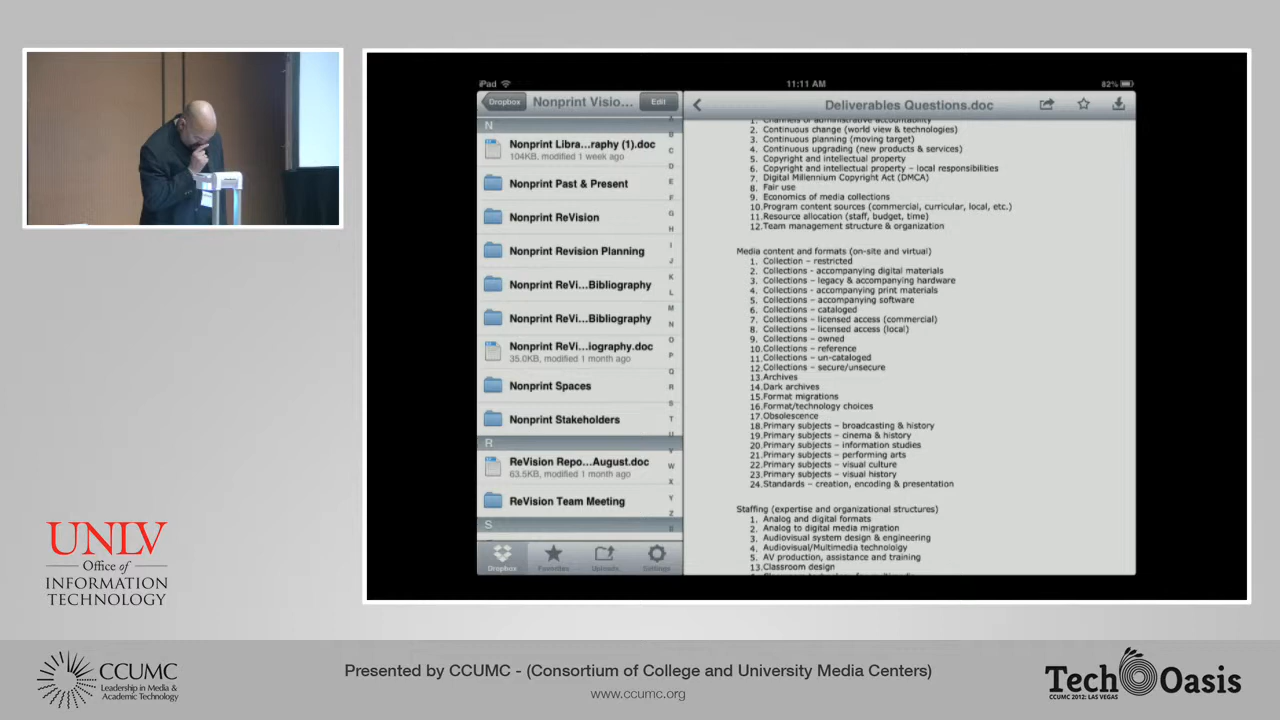 iPad
11:11 AM
82%
Dropbox
Nonprint Visio...
Edit
N
Nonprint Libra...raphy (1).doc
104KB, modified 1 week ago
Nonprint Past & Present
Nonprint ReVision
Nonprint Revision Planning
Nonprint ReVi...Bibliography
Nonprint ReVi...Bibliography
Nonprint ReVi...iography.doc
35.0KB, modified 1 month ago
Nonprint Spaces
Nonprint Stakeholders
R
ReVision Repo...August.doc
63.5KB, modified 1 month ago
ReVision Team Meeting
S
Dropbox
Favorites
Uploads
Settings
Deliverables Questions.doc
1. Channels of administrative accountability
2. Continuous change (world view & technologies)
3. Continuous planning (moving target)
4. Continuous upgrading (new products & services)
5. Copyright and intellectual property
6. Copyright and intellectual property – local responsibilities
7. Digital Millennium Copyright Act (DMCA)
8. Fair use
9. Economics of media collections
10. Program content sources (commercial, curricular, local, etc.)
11. Resource allocation (staff, budget, time)
12. Team management structure & organization
Media content and formats (on-site and virtual)
1. Collection – restricted
2. Collections - accompanying digital materials
3. Collections – legacy & accompanying hardware
4. Collections - accompanying print materials
5. Collections – accompanying software
6. Collections – cataloged
7. Collections – licensed access (commercial)
8. Collections – licensed access (local)
9. Collections – owned
10. Collections – reference
11. Collections – un-cataloged
12. Collections – secure/unsecure
13. Archives
14. Dark archives
15. Format migrations
16. Format/technology choices
17. Obsolescence
18. Primary subjects – broadcasting & history
19. Primary subjects – cinema & history
20. Primary subjects – information studies
21. Primary subjects – performing arts
22. Primary subjects – visual culture
23. Primary subjects – visual history
24. Standards – creation, encoding & presentation
Staffing (expertise and organizational structures)
1. Analog and digital formats
2. Analog to digital media migration
3. Audiovisual system design & engineering
4. Audiovisual/Multimedia technology
5. AV production, assistance and training
13. Classroom design
UNLV
Office of
INFORMATION
TECHNOLOGY
CCUMC
Leadership in Media &
Academic Technology
Presented by CCUMC - (Consortium of College and University Media Centers)
www.ccumc.org
Tech Oasis
CCUMC 2012: LAS VEGAS